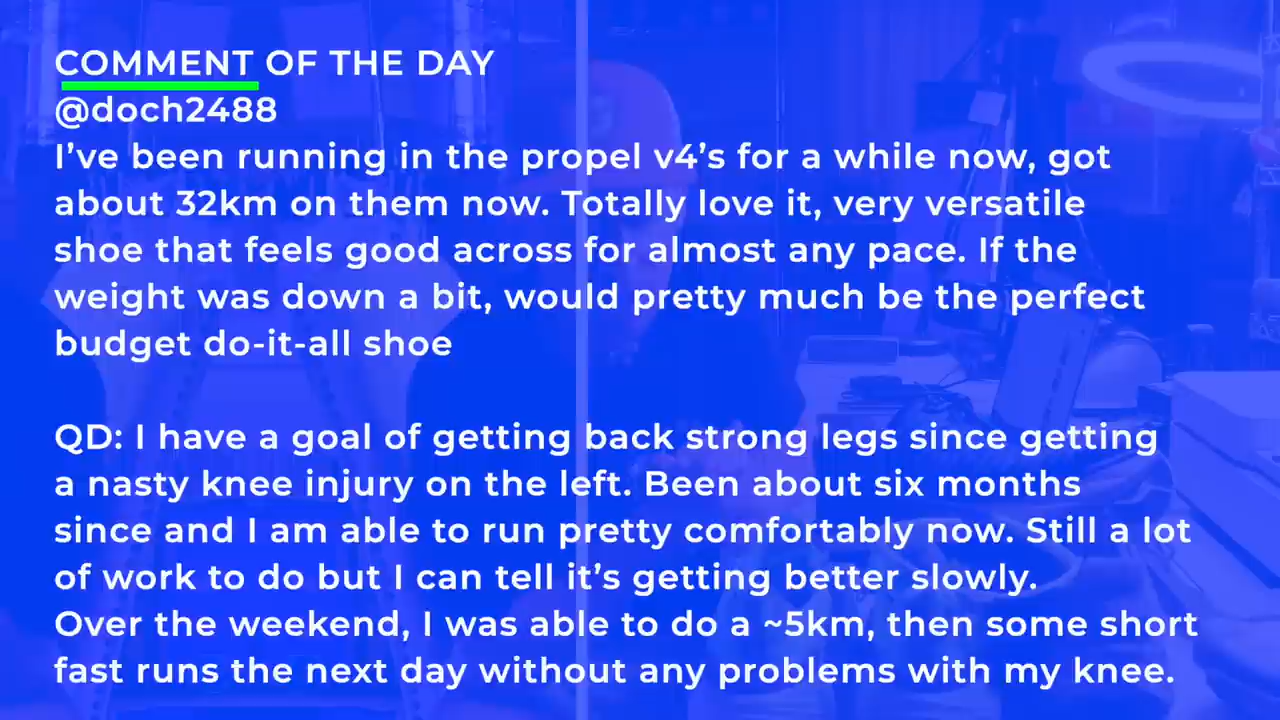 COMMENT OF THE DAY
@doch2488
I’ve been running in the propel v4’s for a while now, got
about 32km on them now. Totally love it, very versatile
shoe that feels good across for almost any pace. If the
weight was down a bit, would pretty much be the perfect
budget do-it-all shoe
QD: I have a goal of getting back strong legs since getting
a nasty knee injury on the left. Been about six months
since and I am able to run pretty comfortably now. Still a lot
of work to do but I can tell it’s getting better slowly.
Over the weekend, I was able to do a ~5km, then some short
fast runs the next day without any problems with my knee.